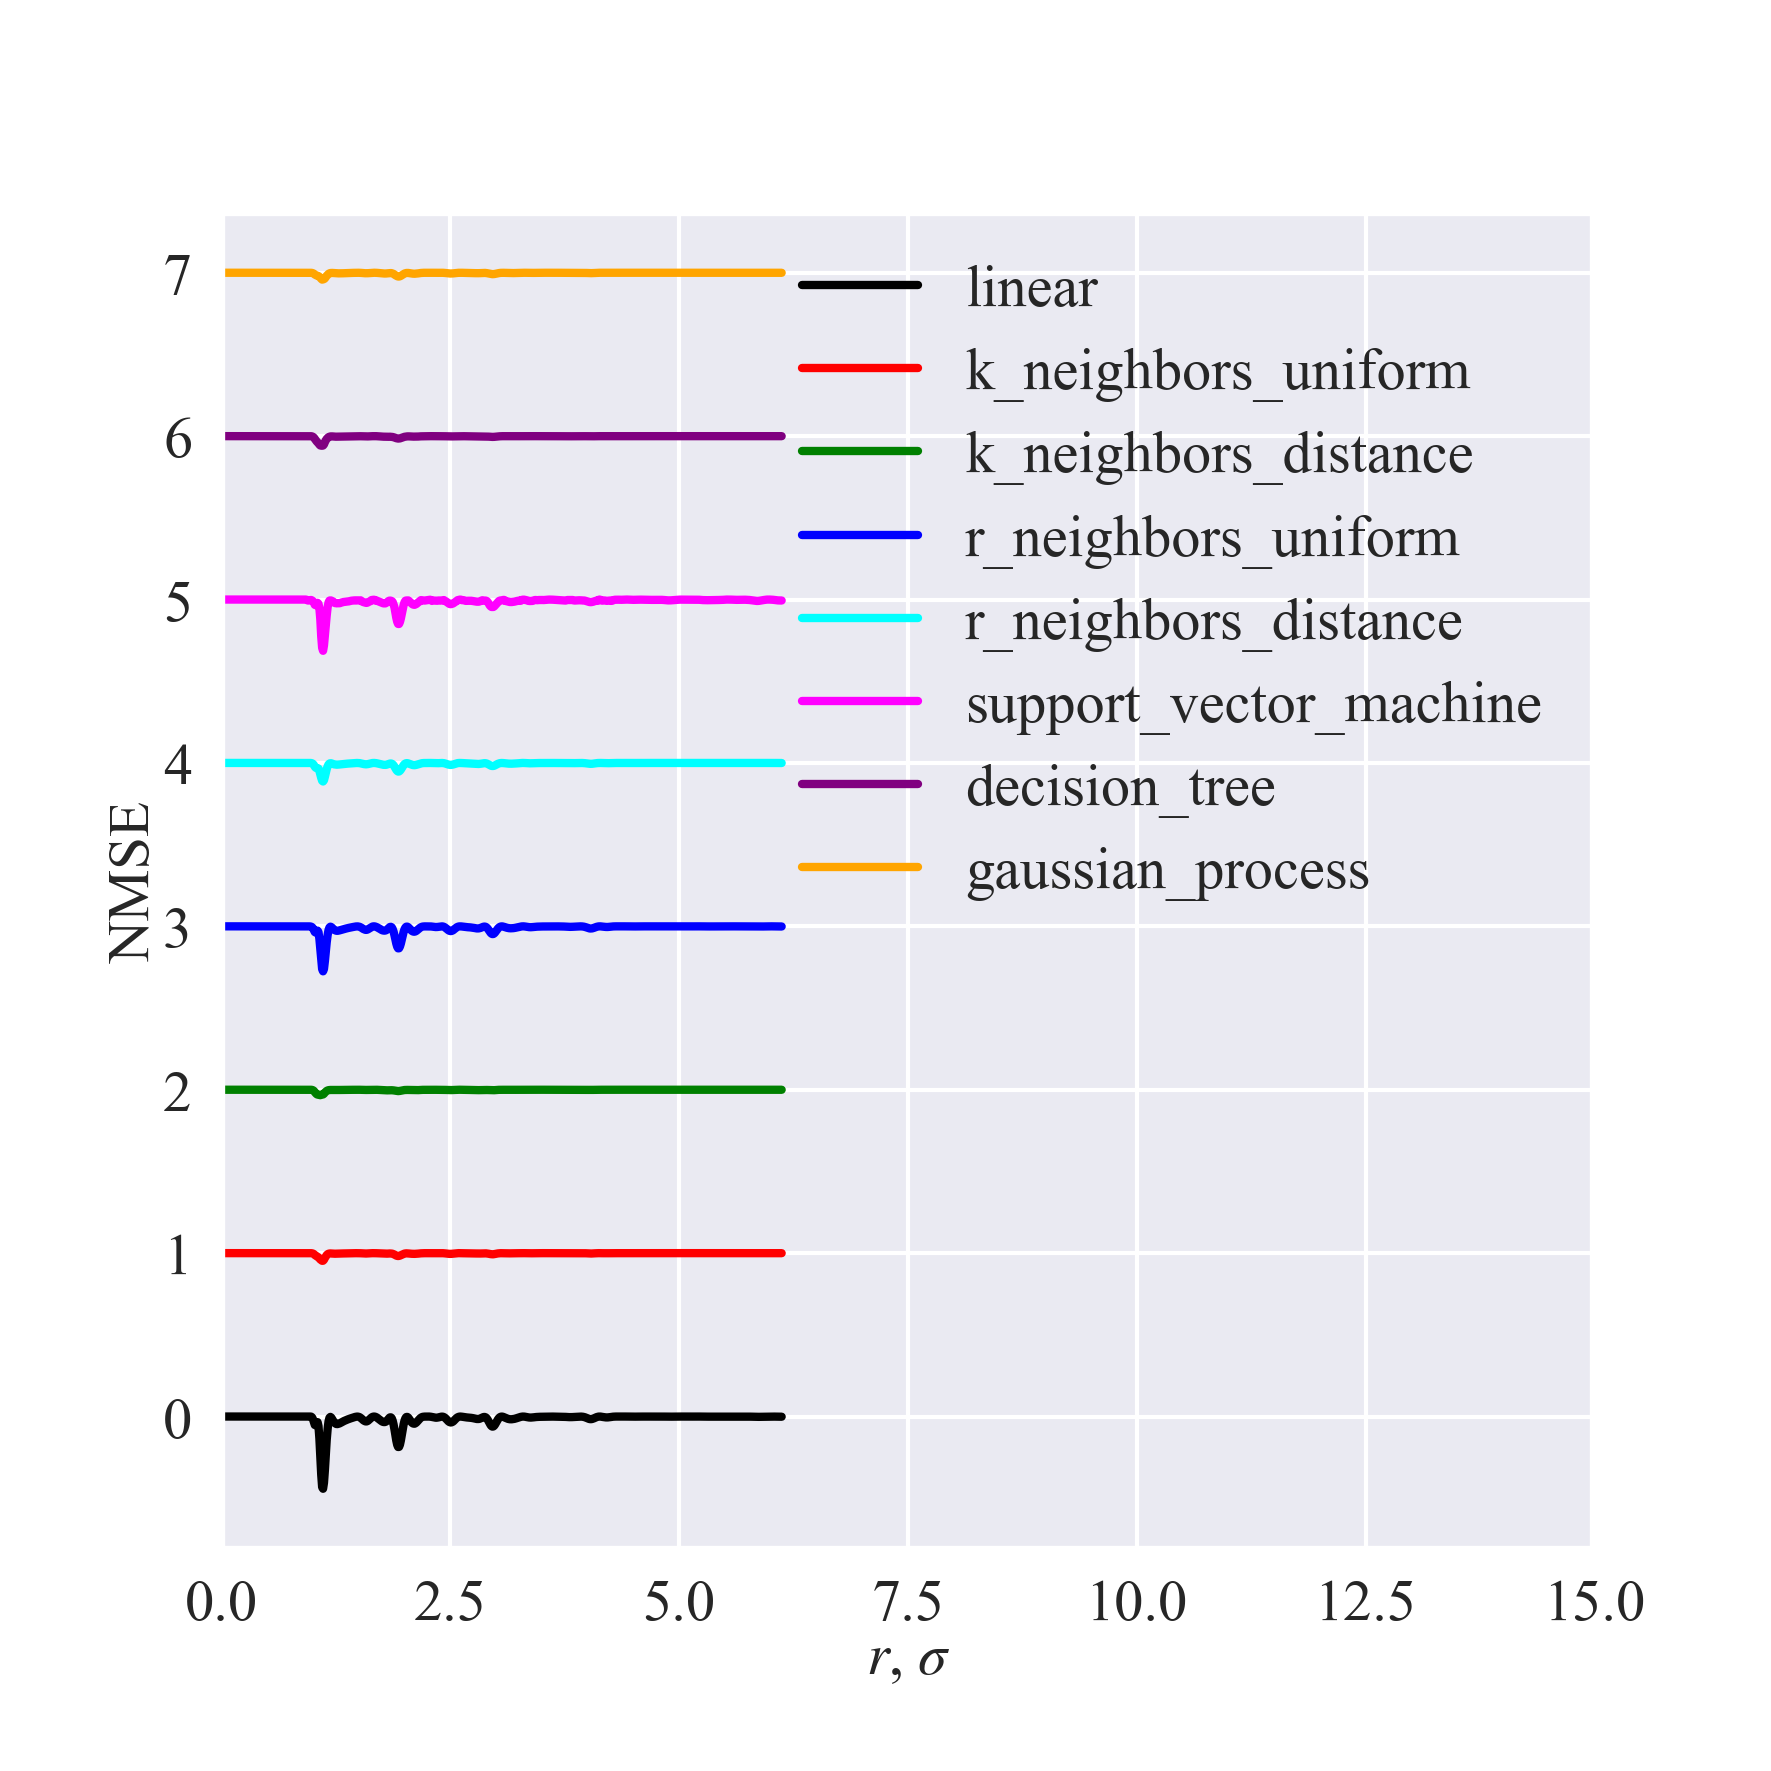 7
6
5
4
3
2
1
0
NMSE
linear
k_neighbors_uniform
k_neighbors_distance
r_neighbors_uniform
r_neighbors_distance
support_vector_machine
decision_tree
gaussian_process
0.0 2.5 5.0 7.5 10.0 12.5 15.0
r, σ